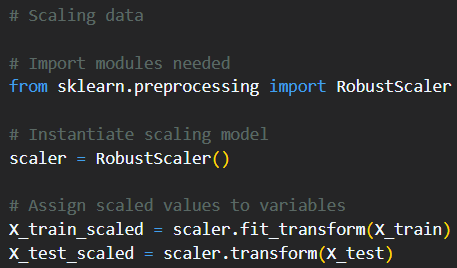 # Scaling data
# Import modules needed
from sklearn.preprocessing import RobustScaler
# Instantiate scaling model
scaler = RobustScaler()
# Assign scaled values to variables
X_train_scaled = scaler.fit_transform(X_train)
X_test_scaled = scaler.transform(X_test)